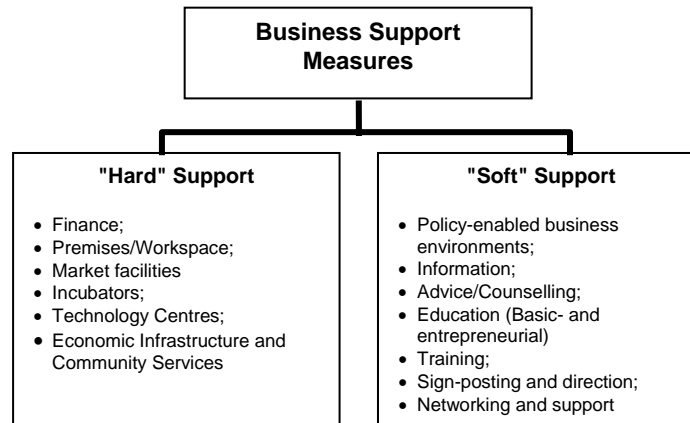 Business Support
Measures
"Hard" Support
• Finance;
• Premises/Workspace;
• Market facilities
• Incubators;
• Technology Centres;
• Economic Infrastructure and
Community Services
"Soft" Support
• Policy-enabled business
environments;
• Information;
• Advice/Counselling;
• Education (Basic- and
entrepreneurial)
• Training;
• Sign-posting and direction;
• Networking and support